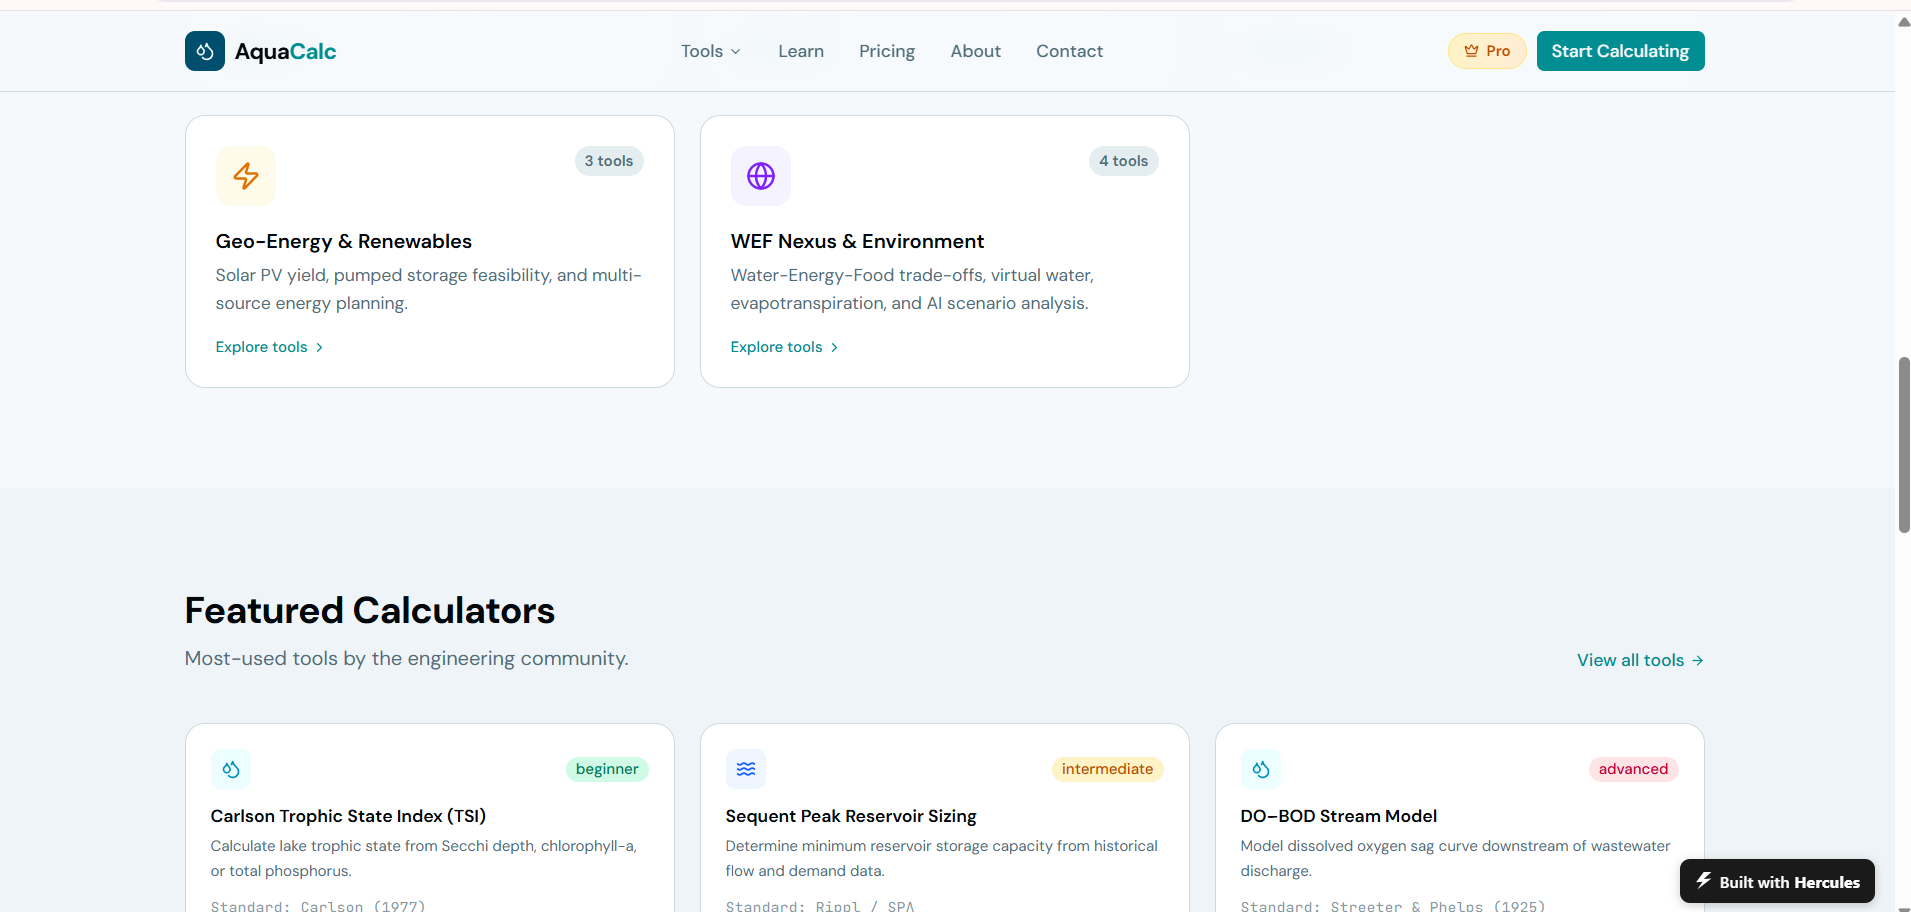 AquaCalc
Tools
Learn
Pricing
About
Contact
Pro
Start Calculating
3 tools
Geo-Energy & Renewables
Solar PV yield, pumped storage feasibility, and multi-
source energy planning.
Explore tools
4 tools
WEF Nexus & Environment
Water-Energy-Food trade-offs, virtual water,
evapotranspiration, and AI scenario analysis.
Explore tools
Featured Calculators
Most-used tools by the engineering community.
View all tools →
beginner
Carlson Trophic State Index (TSI)
Calculate lake trophic state from Secchi depth, chlorophyll-a,
or total phosphorus.
Standard: Carlson (1977)
intermediate
Sequent Peak Reservoir Sizing
Determine minimum reservoir storage capacity from historical
flow and demand data.
Standard: Rippl / SPA
advanced
DO–BOD Stream Model
Model dissolved oxygen sag curve downstream of wastewater
discharge.
Standard: Streeter & Phelps (1925)
Built with Hercules